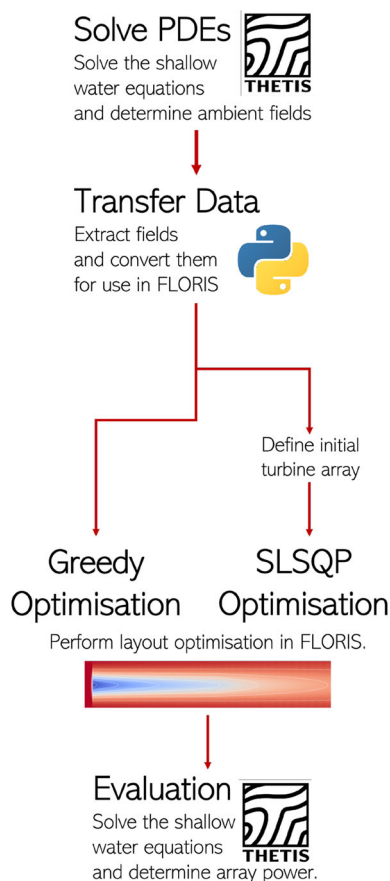 Solve PDEs
Solve the shallow
water equations
and determine ambient fields
THETIS
Transfer Data
Extract fields
and convert them
for use in FLORIS
Define initial
turbine array
Greedy
Optimisation
SLSQP
Optimisation
Perform layout optimisation in FLORIS.
Evaluation
Solve the shallow
water equations
and determine array power.
THETIS